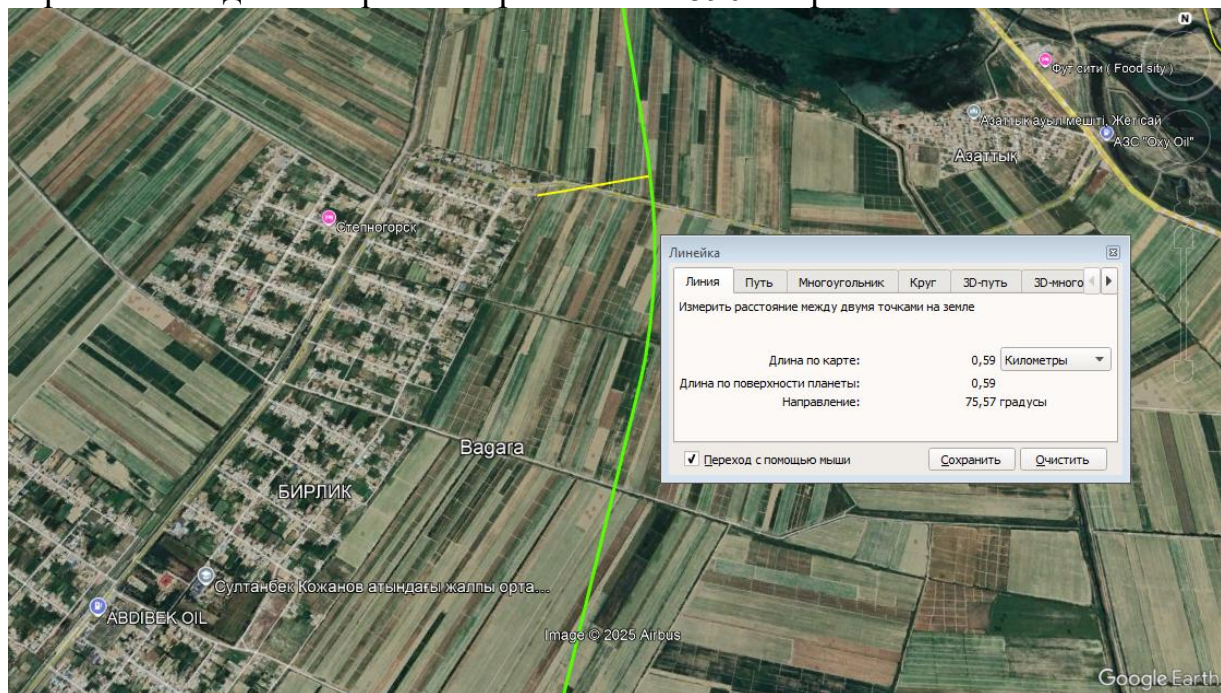 N
Фут сити ( Food sity )
Азаттық ауыл мешіті, Жетісай
АЗС "Oxy Oil"
Азаттық
Степногорск
Линейка
Линия
Путь
Многоугольник
Круг
3D-путь
3D-много
Измерить расстояние между двумя точками на земле
Длина по карте:
0,59
Километры
Длина по поверхности планеты:
0,59
Направление:
75,57 градусы
Переход с помощью мыши
Сохранить
Очистить
Bagara
БИРЛИК
Султанбек Кожанов атындағы жалпы орта...
ABDIBEK OIL
Image © 2025 Airbus
Google Earth